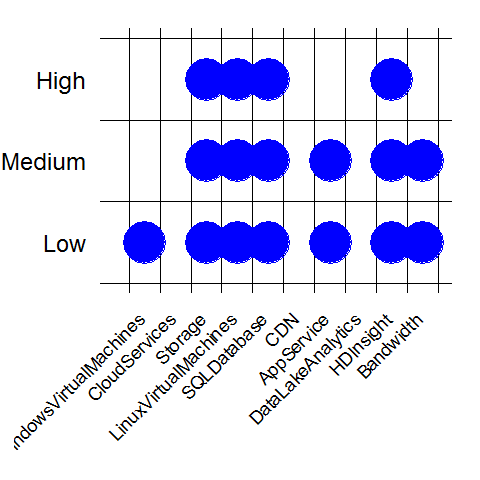 High
Medium
Low
ndowsVirtualMachines
CloudServices
Storage
LinuxVirtualMachines
SQLDatabase
CDN
AppService
DataLakeAnalytics
HDInsight
Bandwidth